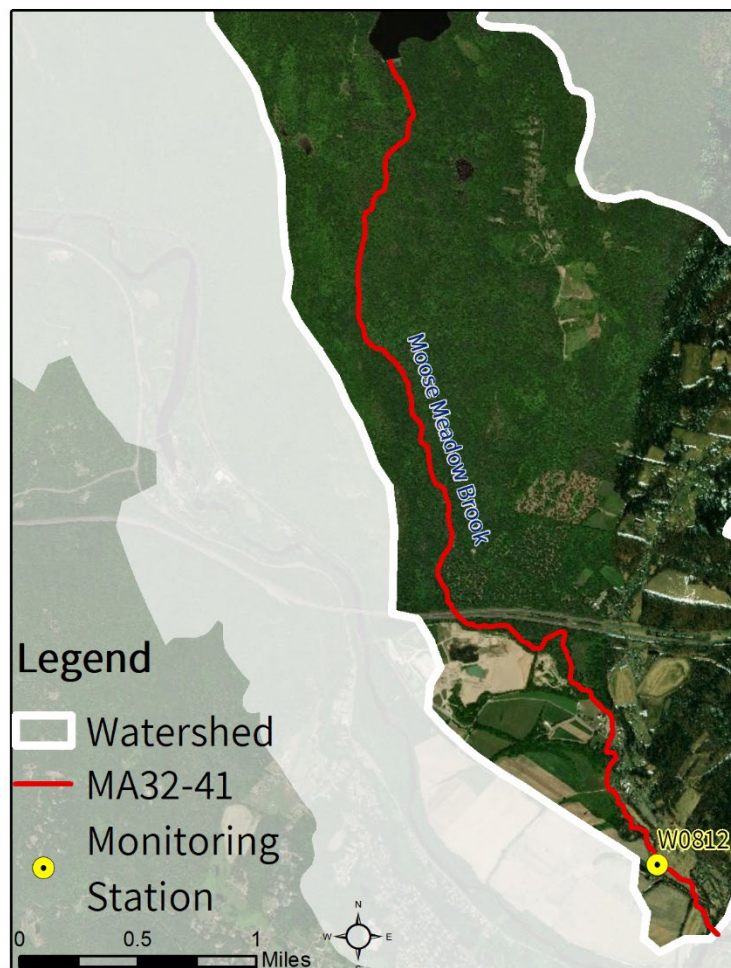 Moose Meadow Brook
W0812
Legend
Watershed
MA32-41
Monitoring
Station
0 0.5 1
Miles
N
W E
S